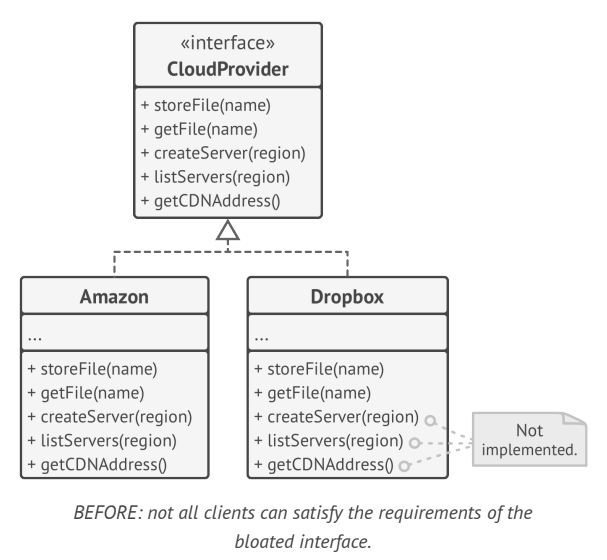 «interface»
CloudProvider
+ storeFile(name)
+ getFile(name)
+ createServer(region)
+ listServers(region)
+ getCDNAddress()
Amazon
...
+ storeFile(name)
+ getFile(name)
+ createServer(region)
+ listServers(region)
+ getCDNAddress()
Dropbox
...
+ storeFile(name)
+ getFile(name)
+ createServer(region)
+ listServers(region)
+ getCDNAddress()
Not
implemented.
BEFORE: not all clients can satisfy the requirements of the
bloated interface.